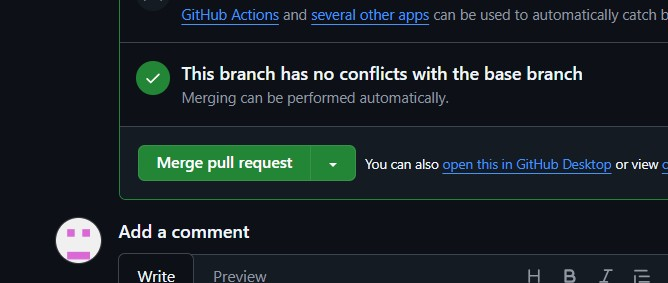 GitHub Actions and several other apps can be used to automatically catch b
This branch has no conflicts with the base branch
Merging can be performed automatically.
Merge pull request
You can also open this in GitHub Desktop or view
Add a comment
Write Preview H B I